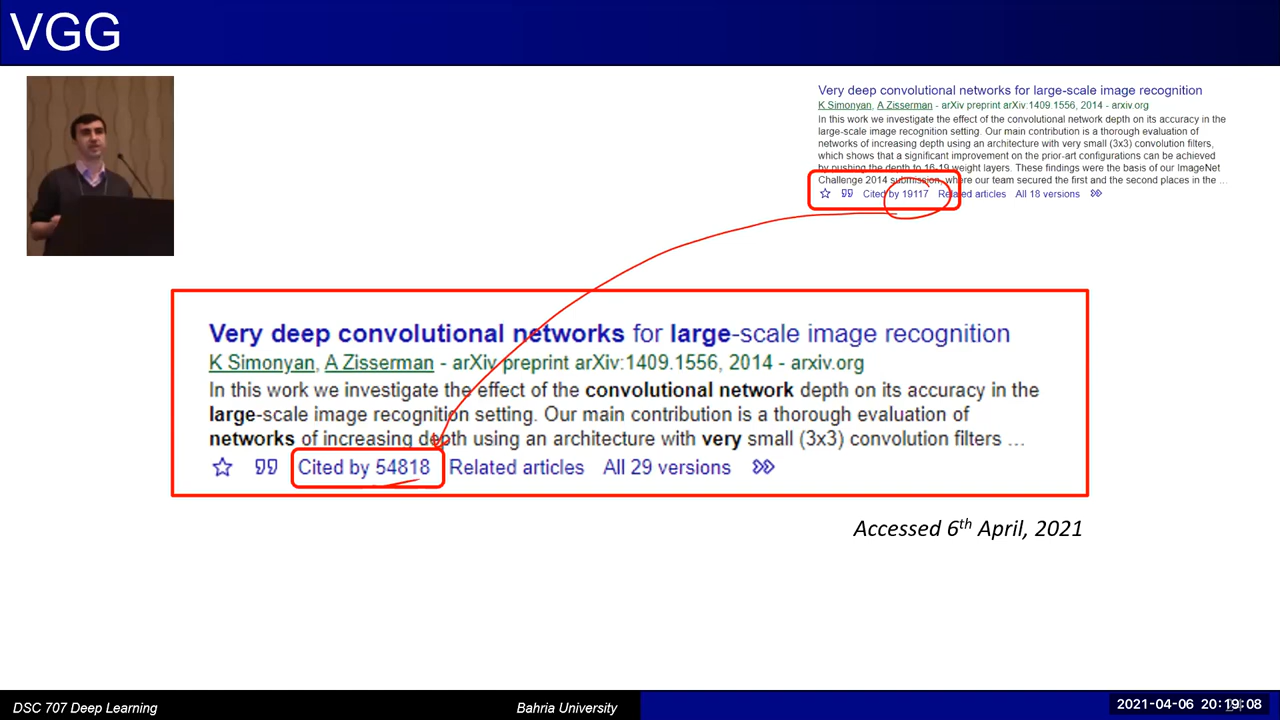 VGG
Very deep convolutional networks for large-scale image recognition
K Simonyan, A Zisserman - arXiv preprint arXiv:1409.1556, 2014 - arxiv.org
In this work we investigate the effect of the convolutional network depth on its accuracy in the
large-scale image recognition setting. Our main contribution is a thorough evaluation of
networks of increasing depth using an architecture with very small (3x3) convolution filters,
which shows that a significant improvement on the prior-art configurations can be achieved
by pushing the depth to 16-19 weight layers. These findings were the basis of our ImageNet
Challenge 2014 submission, where our team secured the first and the second places in the ...
Cited by 19117 Related articles All 18 versions
Very deep convolutional networks for large-scale image recognition
K Simonyan, A Zisserman - arXiv preprint arXiv:1409.1556, 2014 - arxiv.org
In this work we investigate the effect of the convolutional network depth on its accuracy in the
large-scale image recognition setting. Our main contribution is a thorough evaluation of
networks of increasing depth using an architecture with very small (3x3) convolution filters ...
Cited by 54818 Related articles All 29 versions
Accessed 6th April, 2021
DSC 707 Deep Learning
Bahria University
2021-04-06 20:19:08